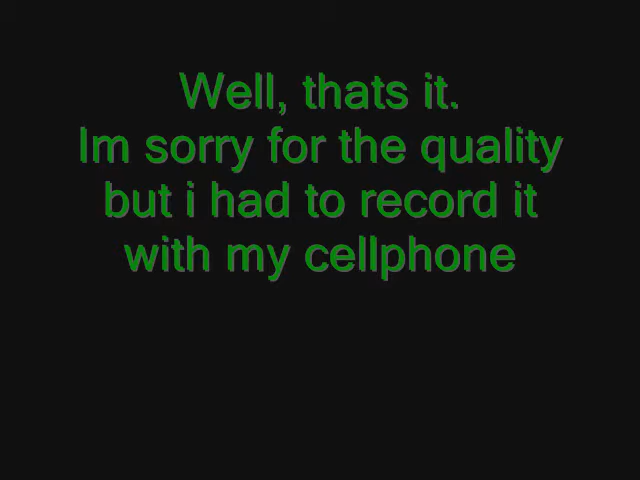 Well, thats it.
Im sorry for the quality
but i had to record it
with my cellphone